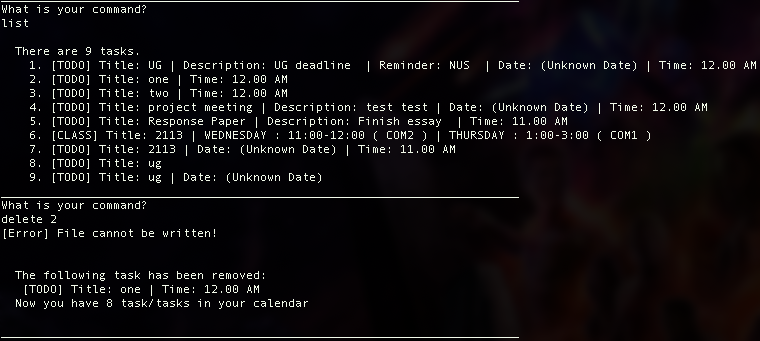 What is your command?
list
There are 9 tasks.
1. [TODO] Title: UG | Description: UG deadline  | Reminder: NUS  | Date: (Unknown Date) | Time: 12.00 AM
2. [TODO] Title: one | Time: 12.00 AM
3. [TODO] Title: two | Time: 12.00 AM
4. [TODO] Title: project meeting | Description: test test | Date: (Unknown Date) | Time: 12.00 AM
5. [TODO] Title: Response Paper | Description: Finish essay  | Time: 11.00 AM
6. [CLASS] Title: 2113 | WEDNESDAY : 11:00-12:00 ( COM2 ) | THURSDAY : 1:00-3:00 ( COM1 )
7. [TODO] Title: 2113 | Date: (Unknown Date) | Time: 11.00 AM
8. [TODO] Title: ug
9. [TODO] Title: ug | Date: (Unknown Date)
What is your command?
delete 2
[Error] File cannot be written!
The following task has been removed:
[TODO] Title: one | Time: 12.00 AM
Now you have 8 task/tasks in your calendar